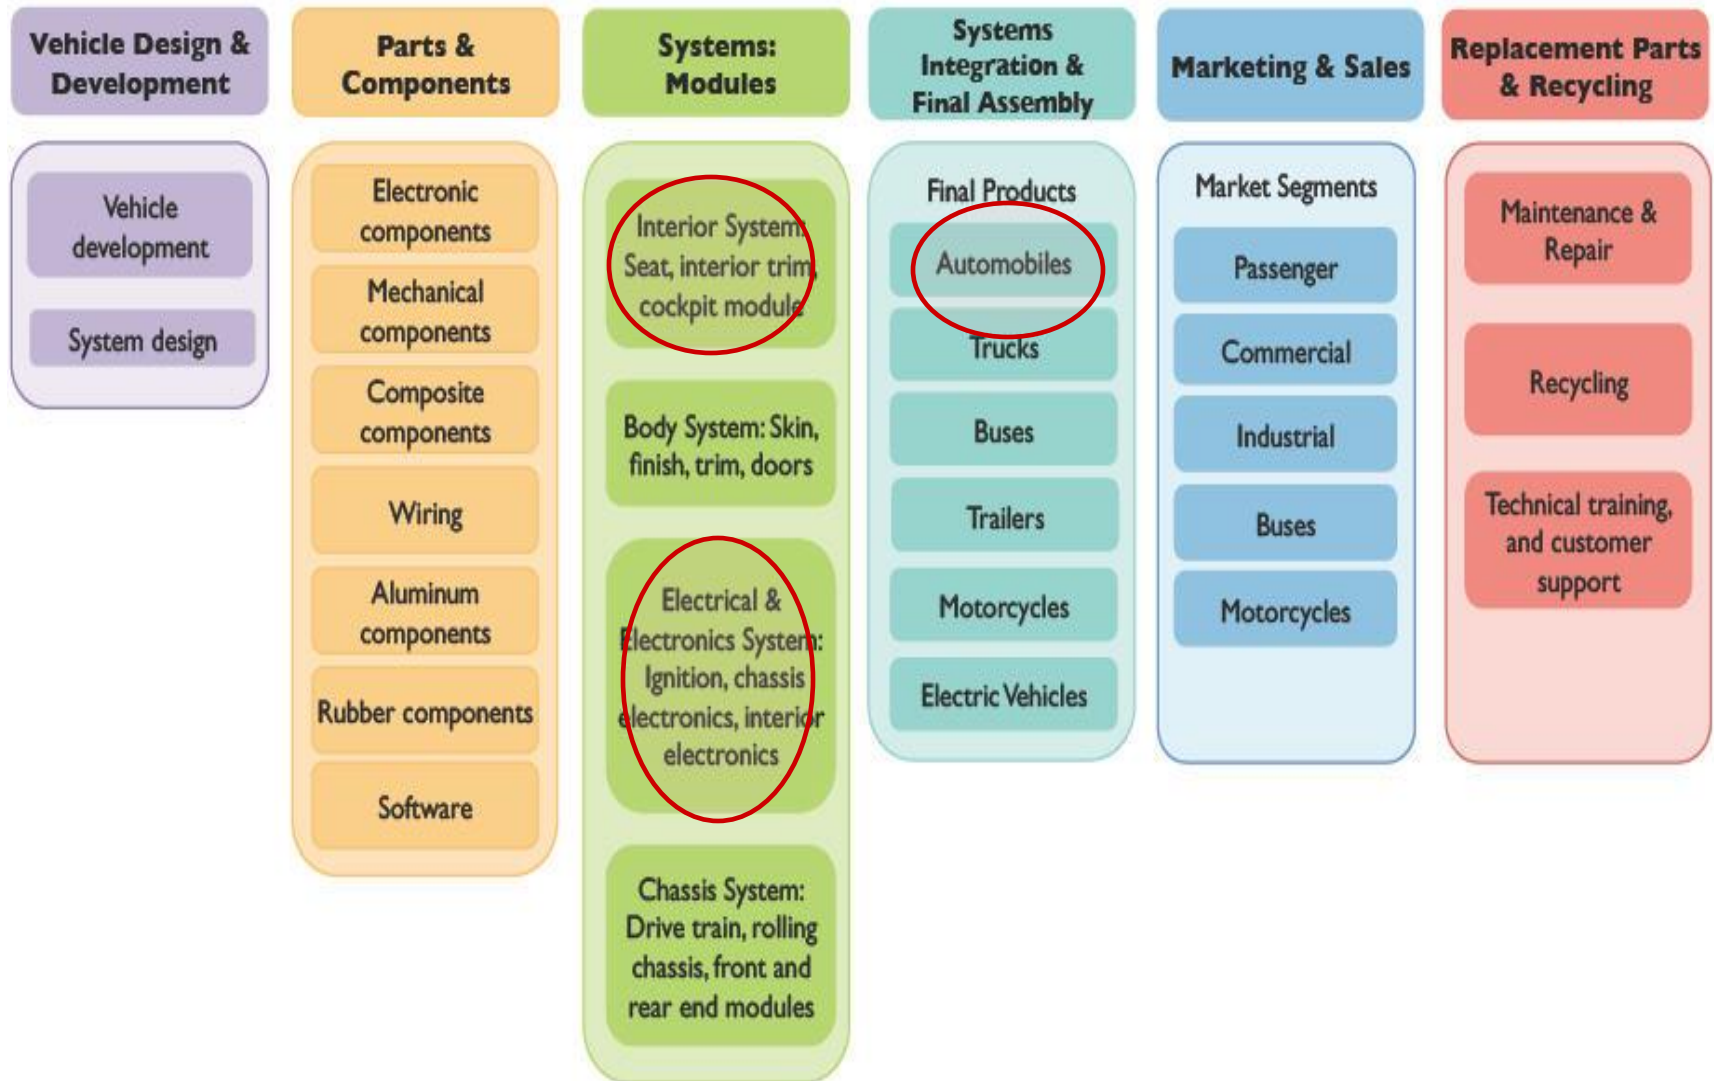 Vehicle Design &
Development
Parts &
Components
Systems:
Modules
Systems
Integration &
Final Assembly
Marketing & Sales
Replacement Parts
& Recycling
Vehicle
development
System design
Electronic
components
Mechanical
components
Composite
components
Wiring
Aluminum
components
Rubber components
Software
Interior System:
Seat, interior trim,
cockpit module
Body System: Skin,
finish, trim, doors
Electrical &
Electronics System:
Ignition, chassis
electronics, interior
electronics
Chassis System:
Drive train, rolling
chassis, front and
rear end modules
Final Products
Automobiles
Trucks
Buses
Trailers
Motorcycles
Electric Vehicles
Market Segments
Passenger
Commercial
Industrial
Buses
Motorcycles
Maintenance &
Repair
Recycling
Technical training,
and customer
support